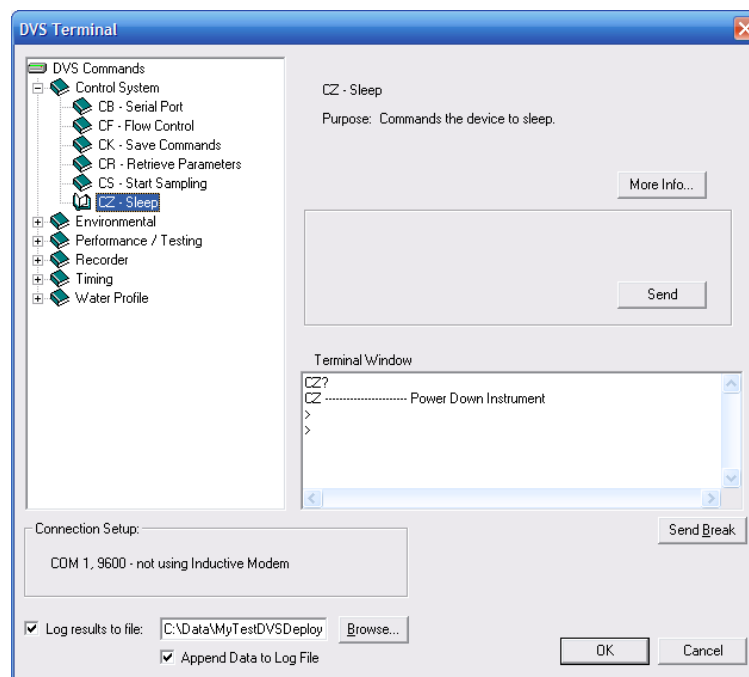 DVS Terminal
DVS Commands
Control System
CB - Serial Port
CF - Flow Control
CK - Save Commands
CR - Retrieve Parameters
CS - Start Sampling
CZ - Sleep
Environmental
Performance / Testing
Recorder
Timing
Water Profile
CZ - Sleep
Purpose: Commands the device to sleep.
More Info...
Send
Terminal Window
CZ?
CZ ---------------------- Power Down Instrument
>
>
Send Break
Connection Setup:
COM 1, 9600 - not using Inductive Modem
Log results to file:
C:\Data\MyTestDVSDeploy
Browse...
Append Data to Log File
OK
Cancel